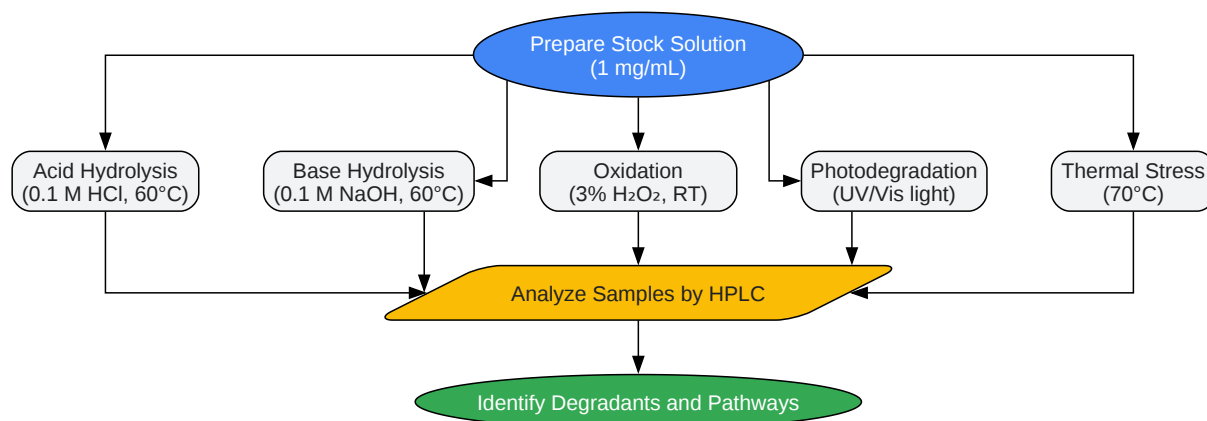 Prepare Stock Solution
(1 mg/mL)
Acid Hydrolysis
(0.1 M HCl, 60°C)
Base Hydrolysis
(0.1 M NaOH, 60°C)
Oxidation
(3% H₂O₂, RT)
Photodegradation
(UV/Vis light)
Thermal Stress
(70°C)
Analyze Samples by HPLC
Identify Degradants and Pathways